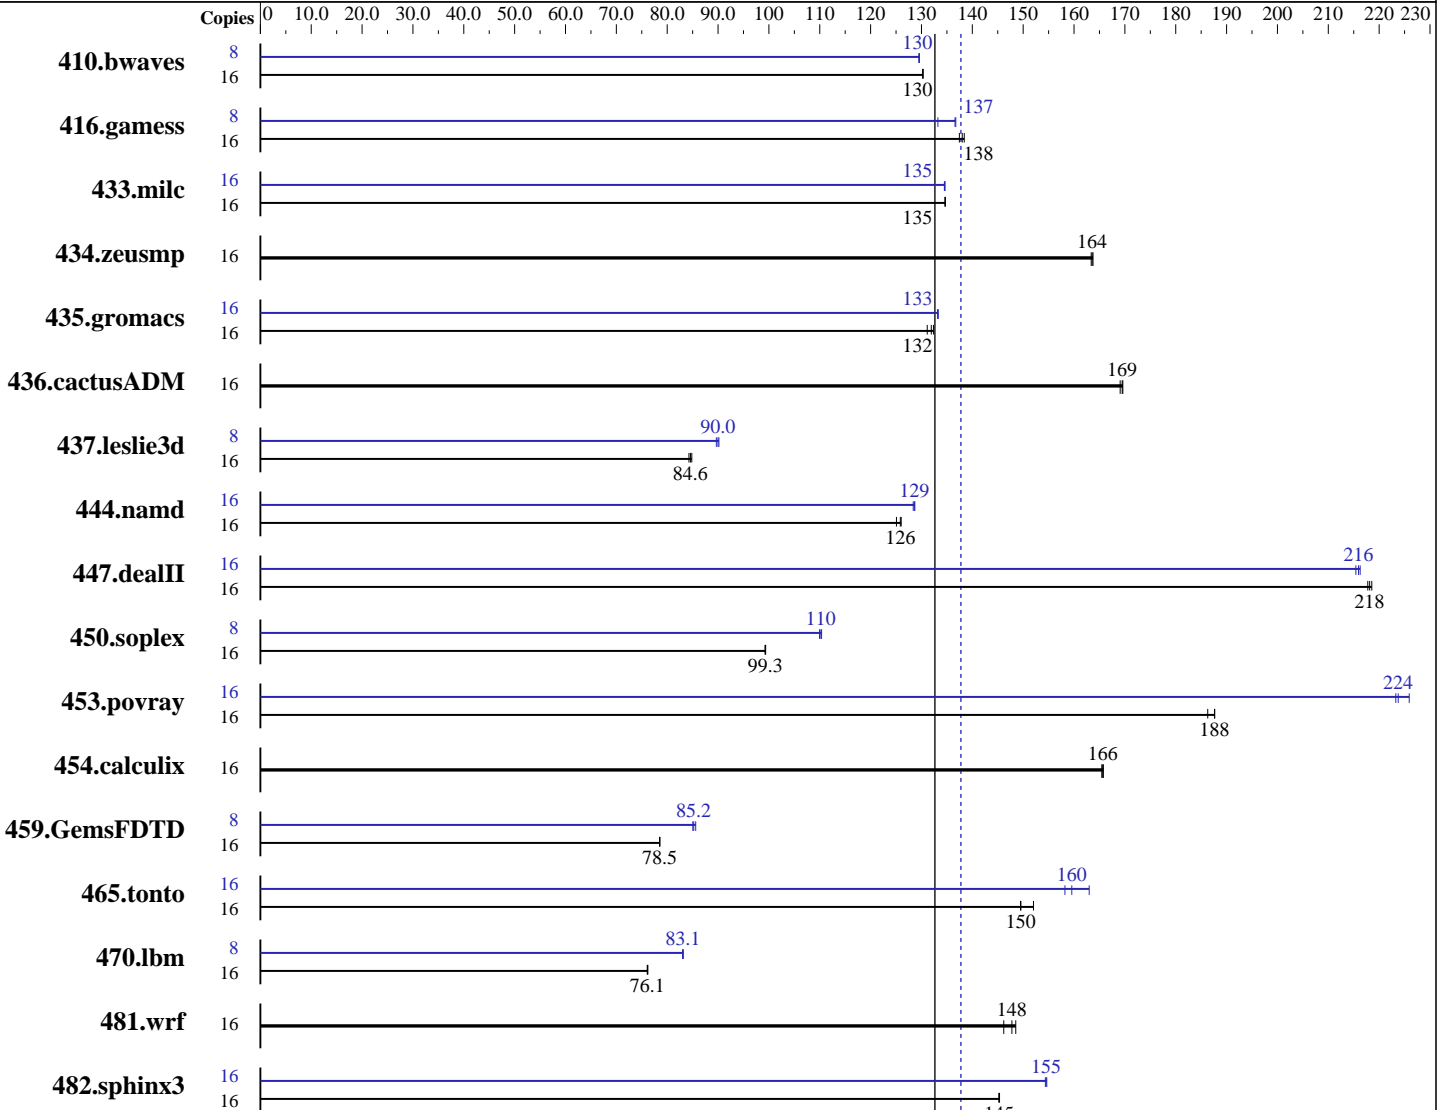 Copies 0 10.0 20.0 30.0 40.0 50.0 60.0 70.0 80.0 90.0 100 110 120 130 140 150 160 170 180 190 200 210 220 230
410.bwaves 8 130
16 130
416.gamess 8 137
16 138
433.milc 16 135
16 135
434.zeusmp 16 164
435.gromacs 16 133
16 132
436.cactusADM 16 169
437.leslie3d 8 90.0
16 84.6
444.namd 16 129
16 126
447.dealII 16 216
16 218
450.soplex 8 110
16 99.3
453.povray 16 224
16 188
454.calculix 16 166
459.GemsFDTD 8 85.2
16 78.5
465.tonto 16 160
16 150
470.lbm 8 83.1
16 76.1
481.wrf 16 148
482.sphinx3 16 155
16